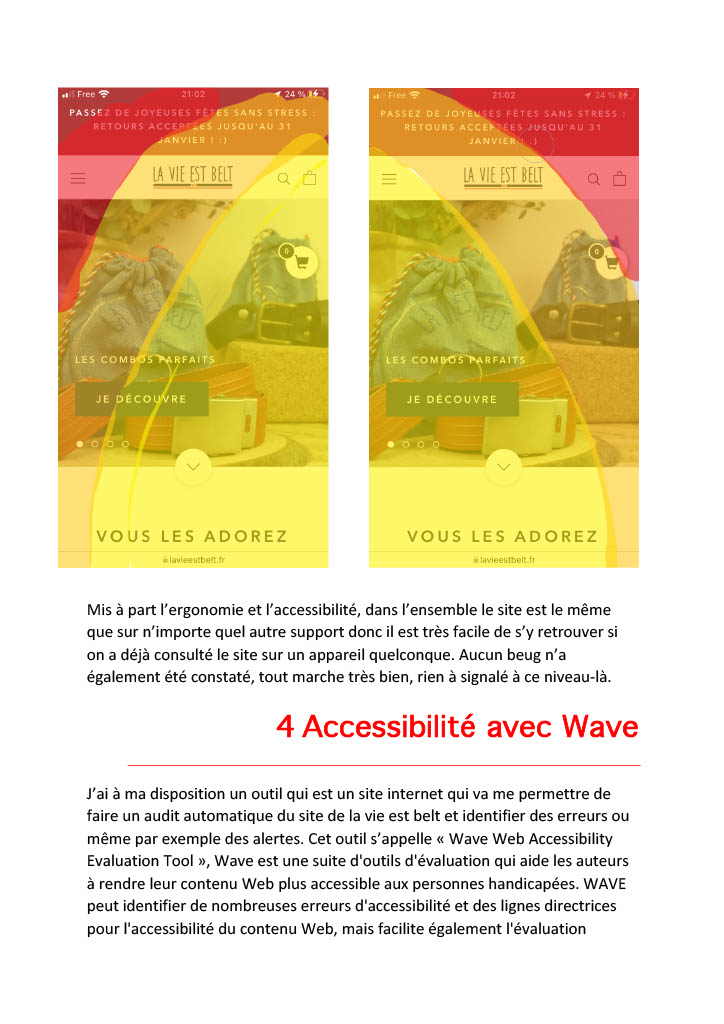 Free
21:02
24 %
PASSEZ DE JOYEUSES FÊTES SANS STRESS :
RETOURS ACCEPTÉES JUSQU'AU 31
JANVIER ! :)
LA VIE EST BELT
0
LES COMBOS PARFAITS
JE DÉCOUVRE
VOUS LES ADOREZ
lavieestbelt.fr
Free
21:02
24 %
PASSEZ DE JOYEUSES FÊTES SANS STRESS :
RETOURS ACCEPTÉES JUSQU'AU 31
JANVIER ! :)
LA VIE EST BELT
0
LES COMBOS PARFAITS
JE DÉCOUVRE
VOUS LES ADOREZ
lavieestbelt.fr
Mis à part l’ergonomie et l’accessibilité, dans l’ensemble le site est le même
que sur n’importe quel autre support donc il est très facile de s’y retrouver si
on a déjà consulté le site sur un appareil quelconque. Aucun beug n’a
également été constaté, tout marche très bien, rien à signalé à ce niveau-là.
4 Accessibilité avec Wave
J’ai à ma disposition un outil qui est un site internet qui va me permettre de
faire un audit automatique du site de la vie est belt et identifier des erreurs ou
même par exemple des alertes. Cet outil s’appelle « Wave Web Accessibility
Evaluation Tool », Wave est une suite d'outils d'évaluation qui aide les auteurs
à rendre leur contenu Web plus accessible aux personnes handicapées. WAVE
peut identifier de nombreuses erreurs d'accessibilité et des lignes directrices
pour l'accessibilité du contenu Web, mais facilite également l'évaluation